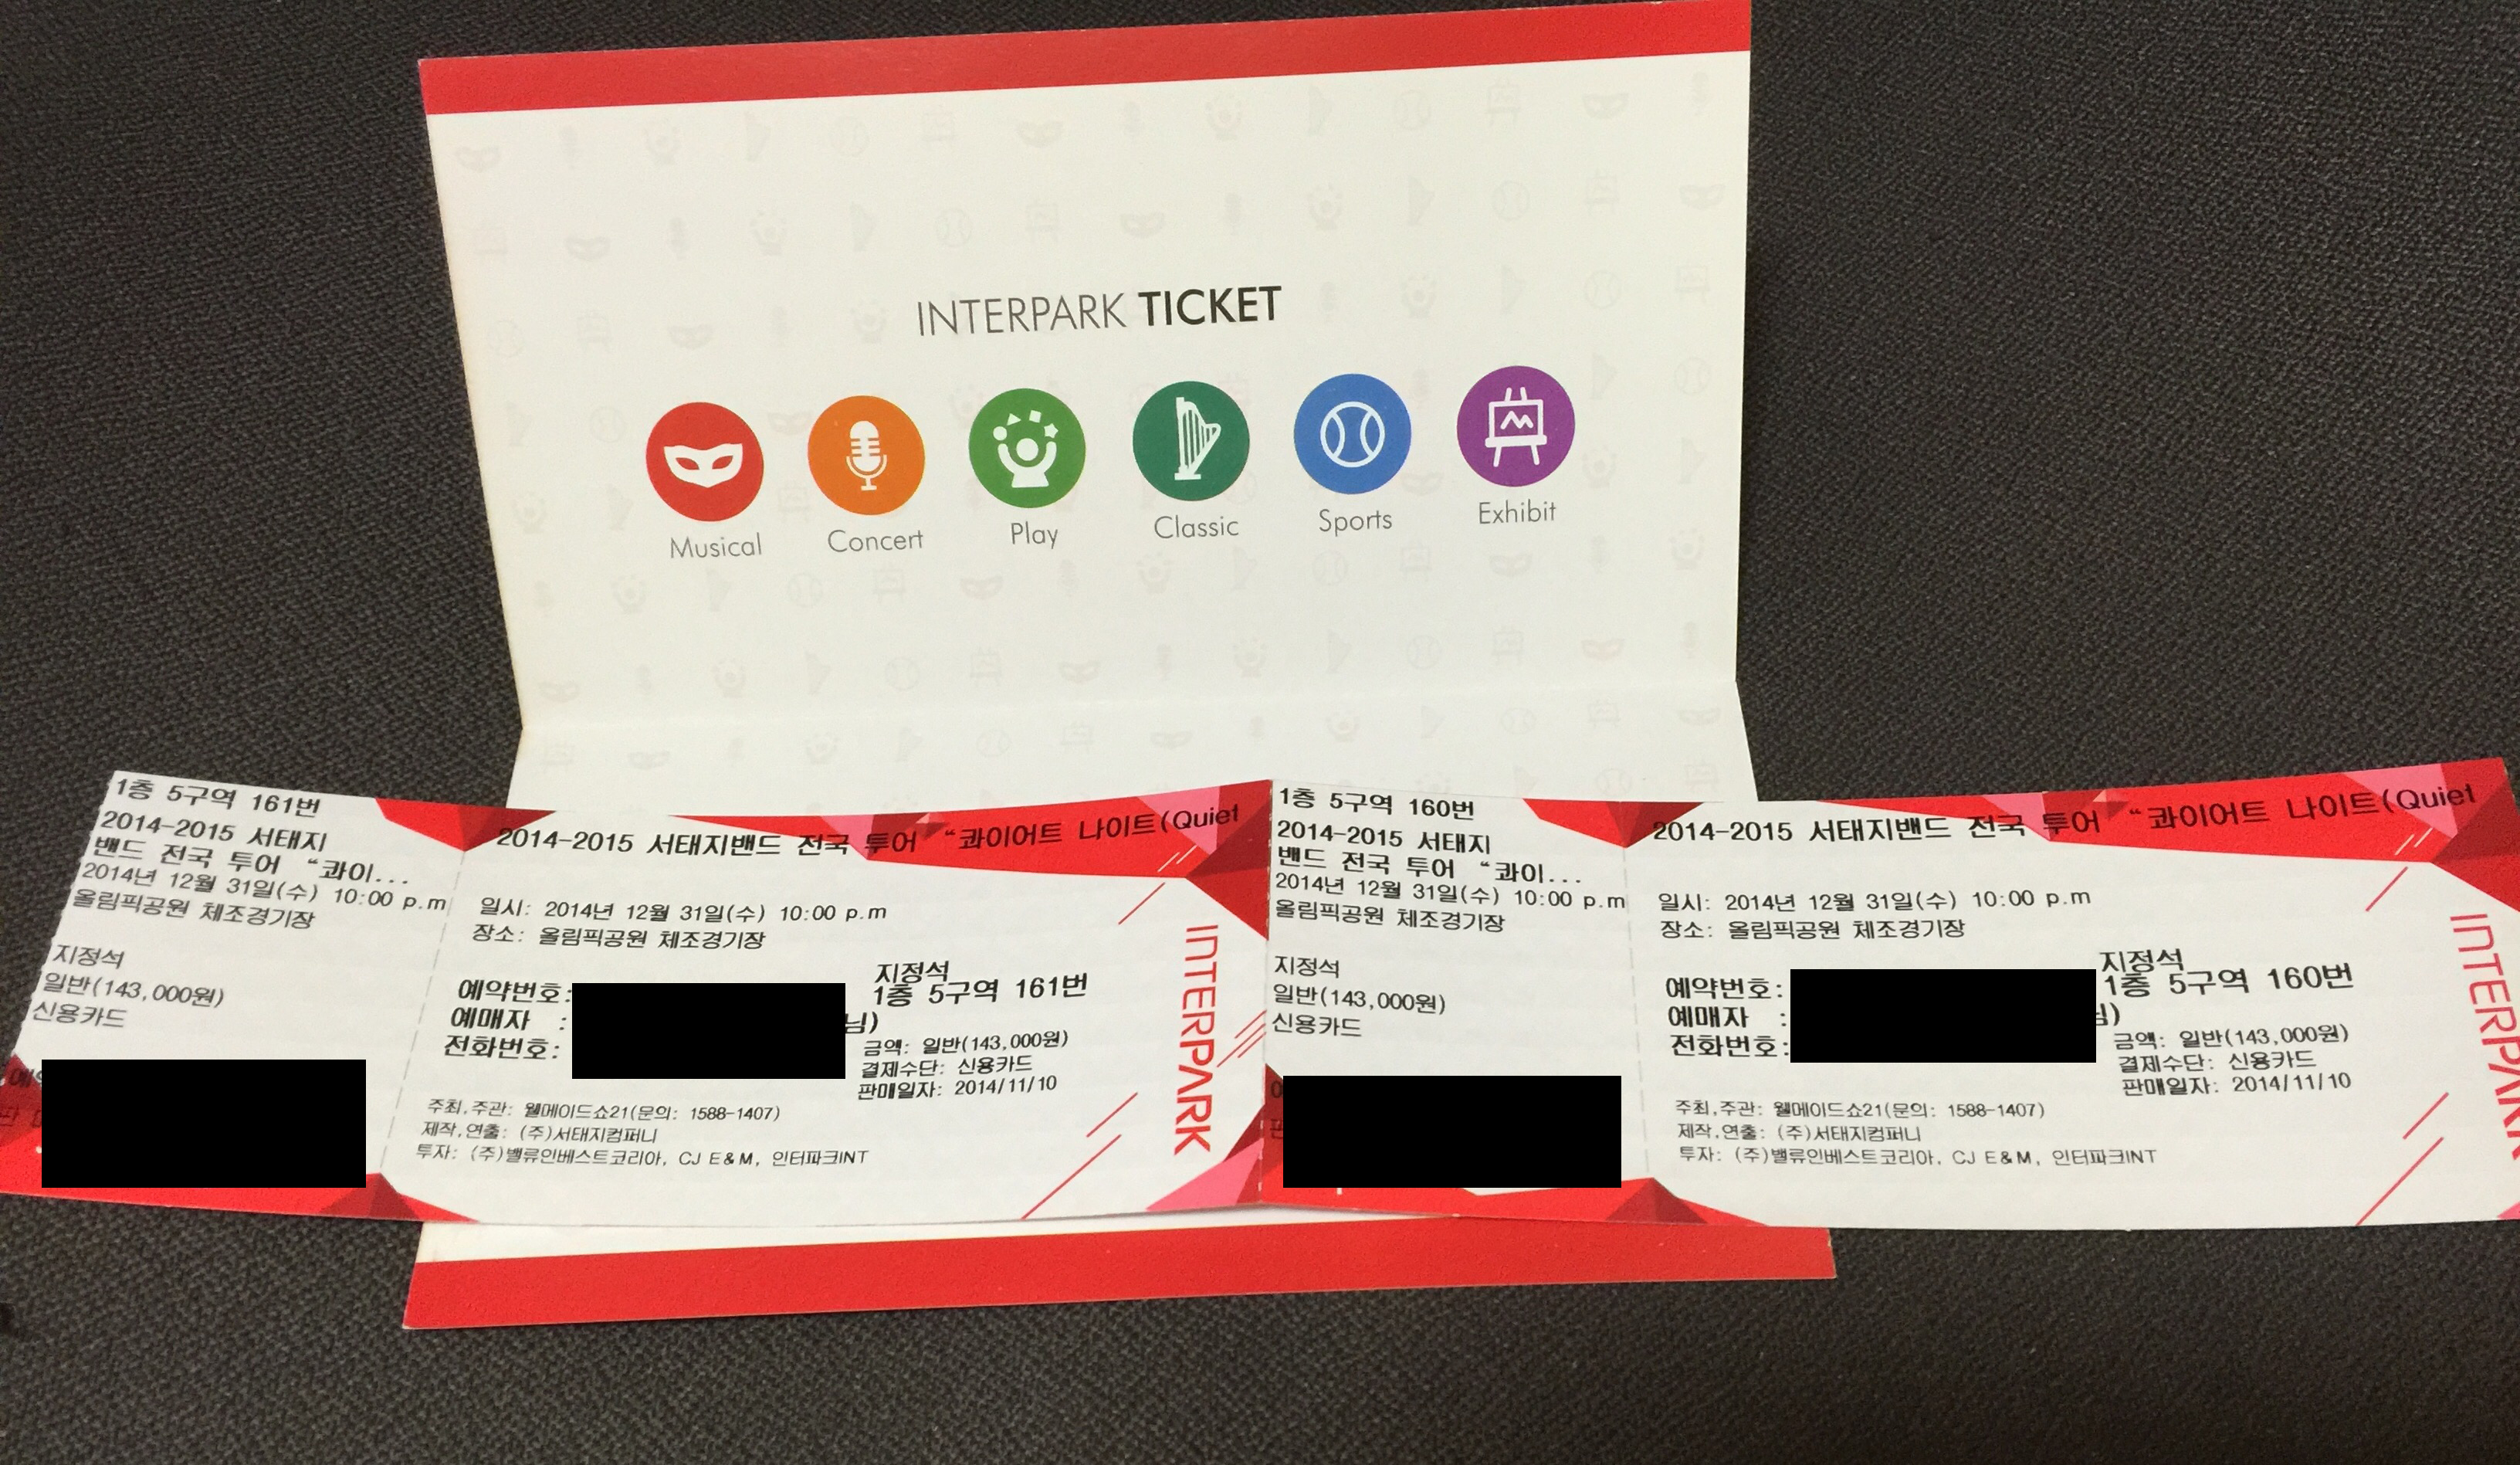 INTERPARK TICKET
Musical
Concert
Play
Classic
Sports
Exhibit
1층 5구역 161번
2014-2015 서태지
밴드 전국 투어 “콰이...
2014년 12월 31일(수) 10:00 p.m
올림픽공원 체조경기장
지정석
일반(143,000원)
신용카드
2014-2015 서태지밴드 전국 투어 “콰이어트 나이트(Quiet
일시: 2014년 12월 31일(수) 10:00 p.m
장소: 올림픽공원 체조경기장
예약번호:
예매자 :
님)
전화번호:
지정석
1층 5구역 161번
금액: 일반(143,000원)
결제수단: 신용카드
판매일자: 2014/11/10
주최,주관: 웰메이드쇼21(문의: 1588-1407)
제작,연출: (주)서태지컴퍼니
투자: (주)밸류인베스트코리아, CJ E&M, 인터파크INT
INTERPARK
1층 5구역 160번
2014-2015 서태지
밴드 전국 투어 “콰이...
2014년 12월 31일(수) 10:00 p.m
올림픽공원 체조경기장
지정석
일반(143,000원)
신용카드
2014-2015 서태지밴드 전국 투어 “콰이어트 나이트(Quiet
일시: 2014년 12월 31일(수) 10:00 p.m
장소: 올림픽공원 체조경기장
예약번호:
예매자 :
전화번호:
지정석
1층 5구역 160번
금액: 일반(143,000원)
결제수단: 신용카드
판매일자: 2014/11/10
주최,주관: 웰메이드쇼21(문의: 1588-1407)
제작,연출: (주)서태지컴퍼니
투자: (주)밸류인베스트코리아, CJ E&M, 인터파크INT
INTERPARK